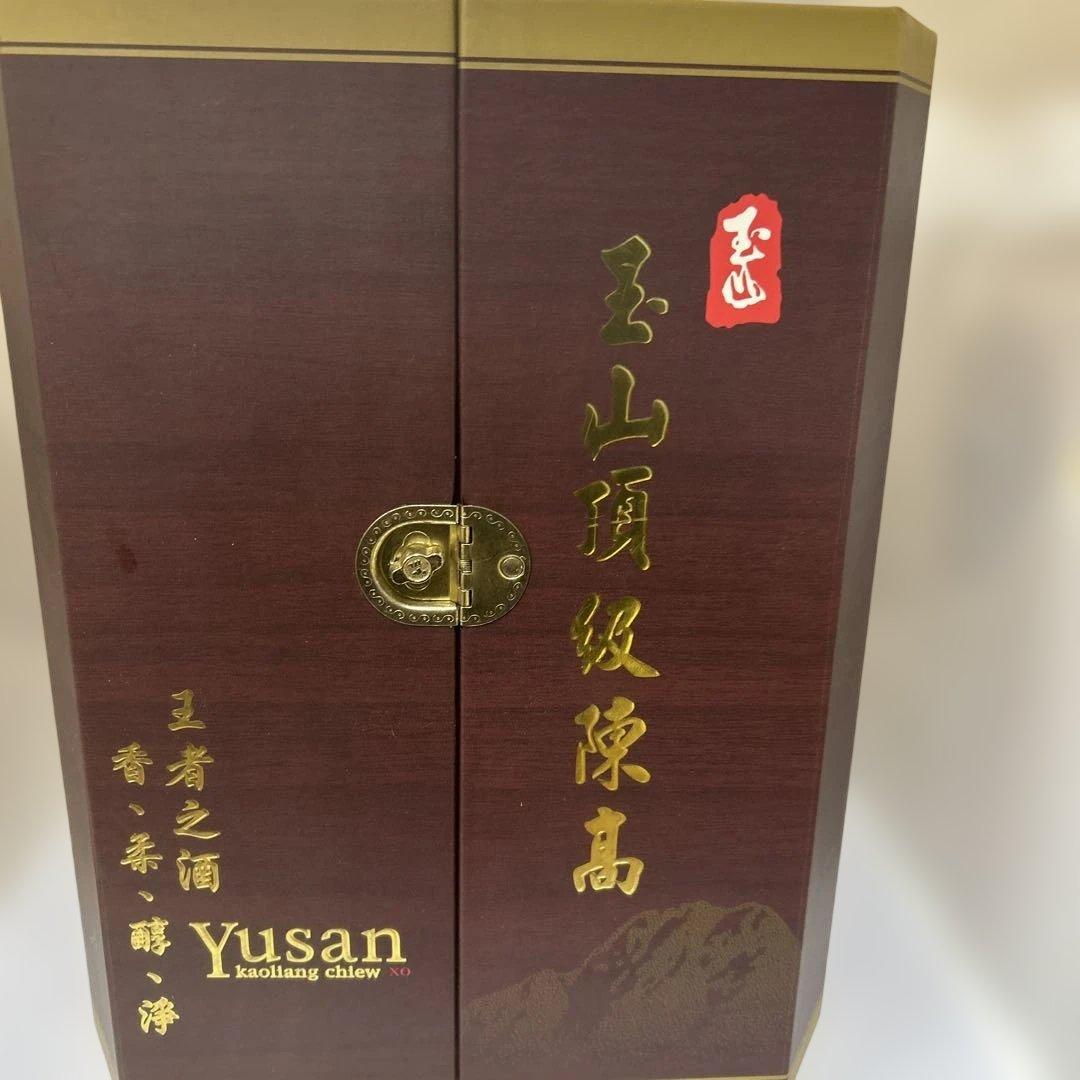 玉山
玉山頂級陳高
王者之酒
香、柔、醇、淨
Yusan
kaoliang chiew XO